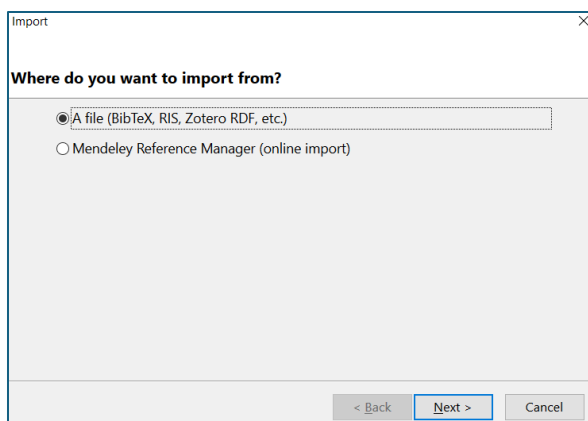 Import
Where do you want to import from?
A file (BibTeX, RIS, Zotero RDF, etc.)
Mendeley Reference Manager (online import)
< Back
Next >
Cancel